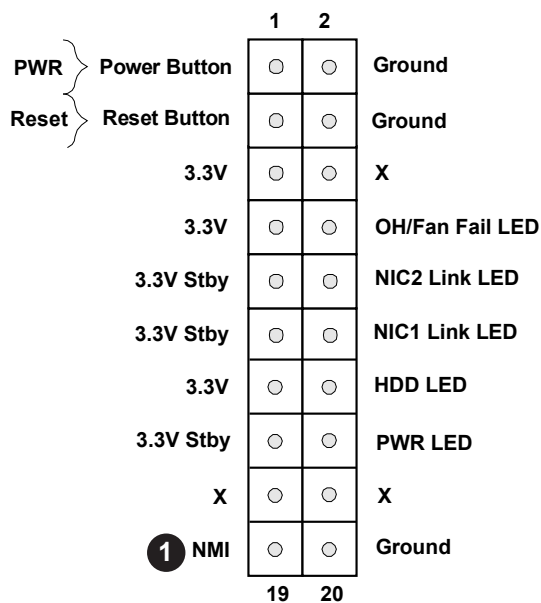 1 2
PWR Power Button Ground
Reset Reset Button Ground
3.3V X
3.3V OH/Fan Fail LED
3.3V Stby NIC2 Link LED
3.3V Stby NIC1 Link LED
3.3V HDD LED
3.3V Stby PWR LED
X X
1 NMI Ground
19 20